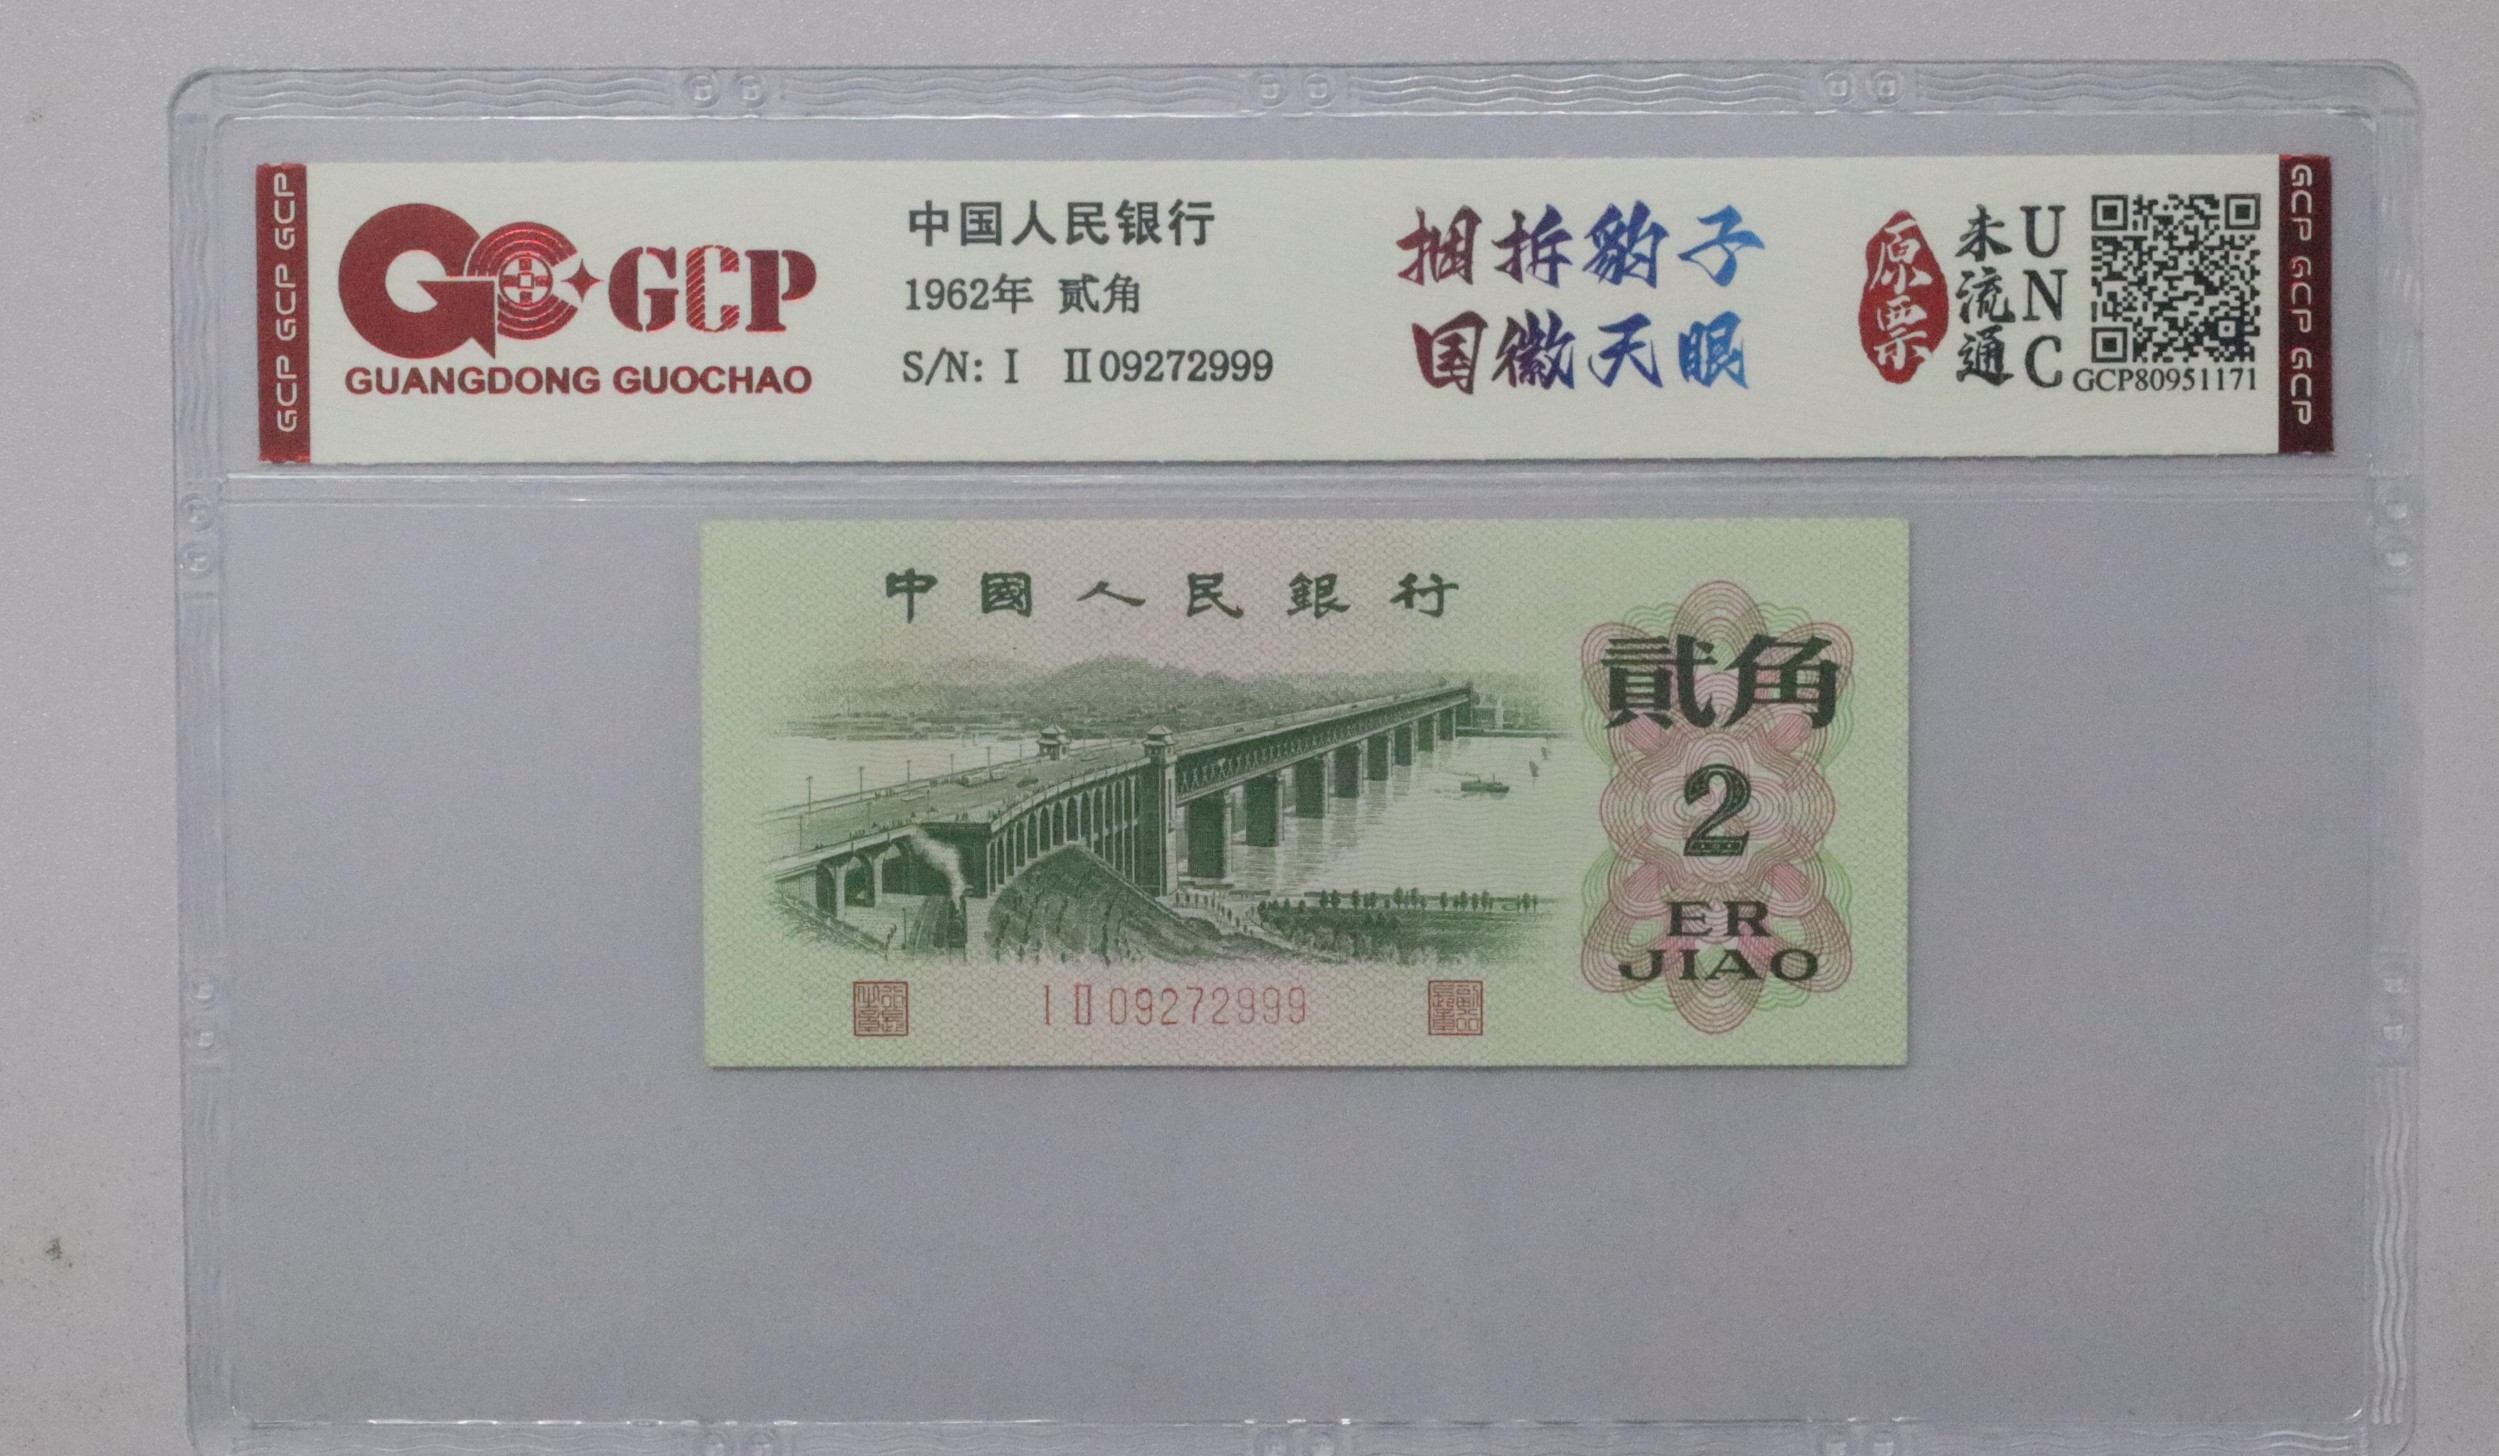 GCP GCP GCP
GCP
GUANGDONG GUOCHAO
中国人民银行
1962年 贰角
S/N: I Ⅱ09272999
捆拆豹子
国徽天眼
原票
未流通
UNC
GCP80951171
GCP GCP GCP
中國人民銀行
貳角
2
ER
JIAO
I Ⅱ 09272999